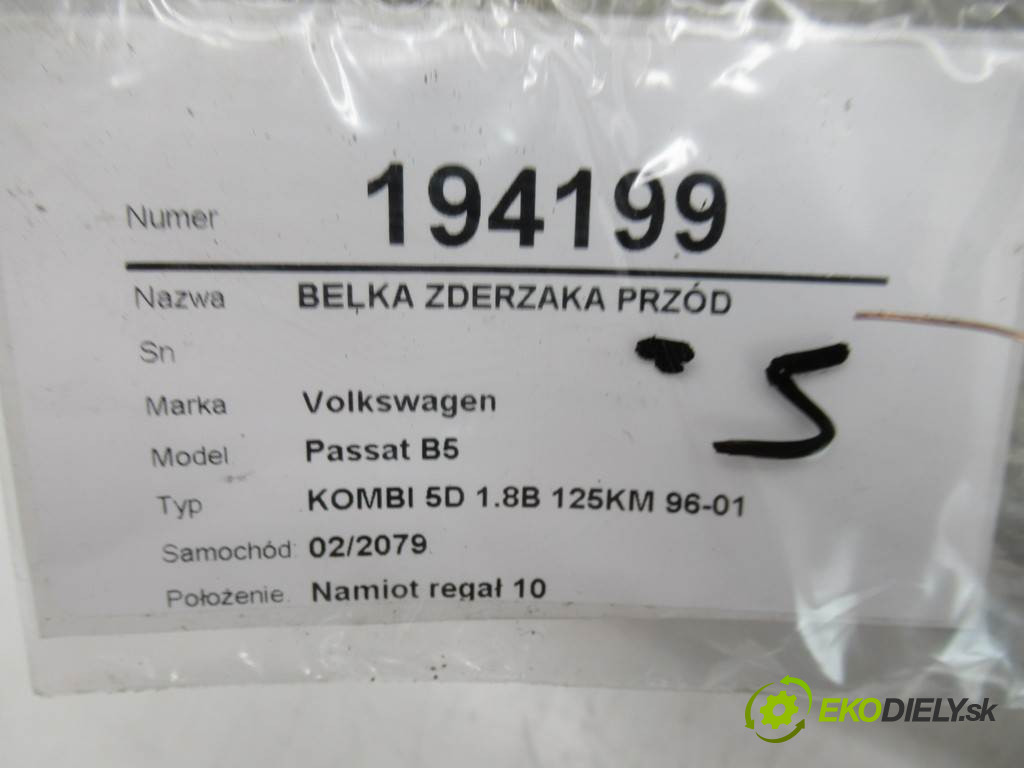 Numer 194199
Nazwa BELKA ZDERZAKA PRZÓD
Sn
Marka Volkswagen
Model Passat B5
Typ KOMBI 5D 1.8B 125KM 96-01
Samochód: 02/2079
Położenie: Namiot regał 10
S
EKODIELY.sk